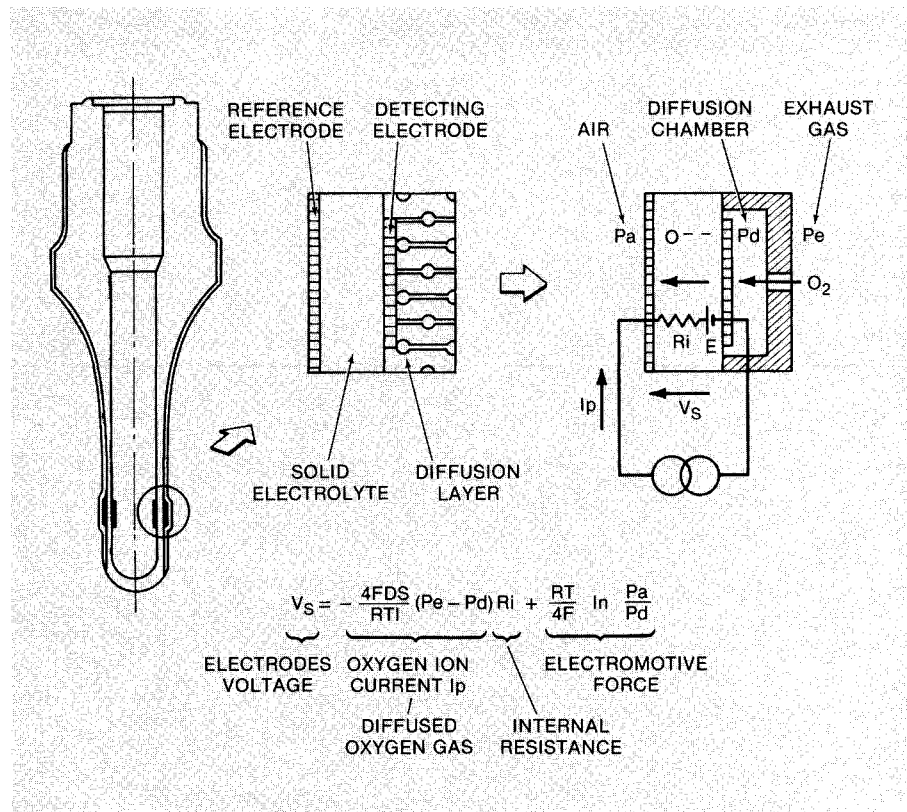 REFERENCE ELECTRODE
DETECTING ELECTRODE
AIR
DIFFUSION CHAMBER
EXHAUST GAS
Pa
O−−
Pd
Pe
O₂
Ri
E
Ip
V_S
SOLID ELECTROLYTE
DIFFUSION LAYER
V_S = − 4FDS/RTl (Pe − Pd) Ri + RT/4F ln Pa/Pd
ELECTRODES VOLTAGE
OXYGEN ION CURRENT Ip
ELECTROMOTIVE FORCE
DIFFUSED OXYGEN GAS
INTERNAL RESISTANCE